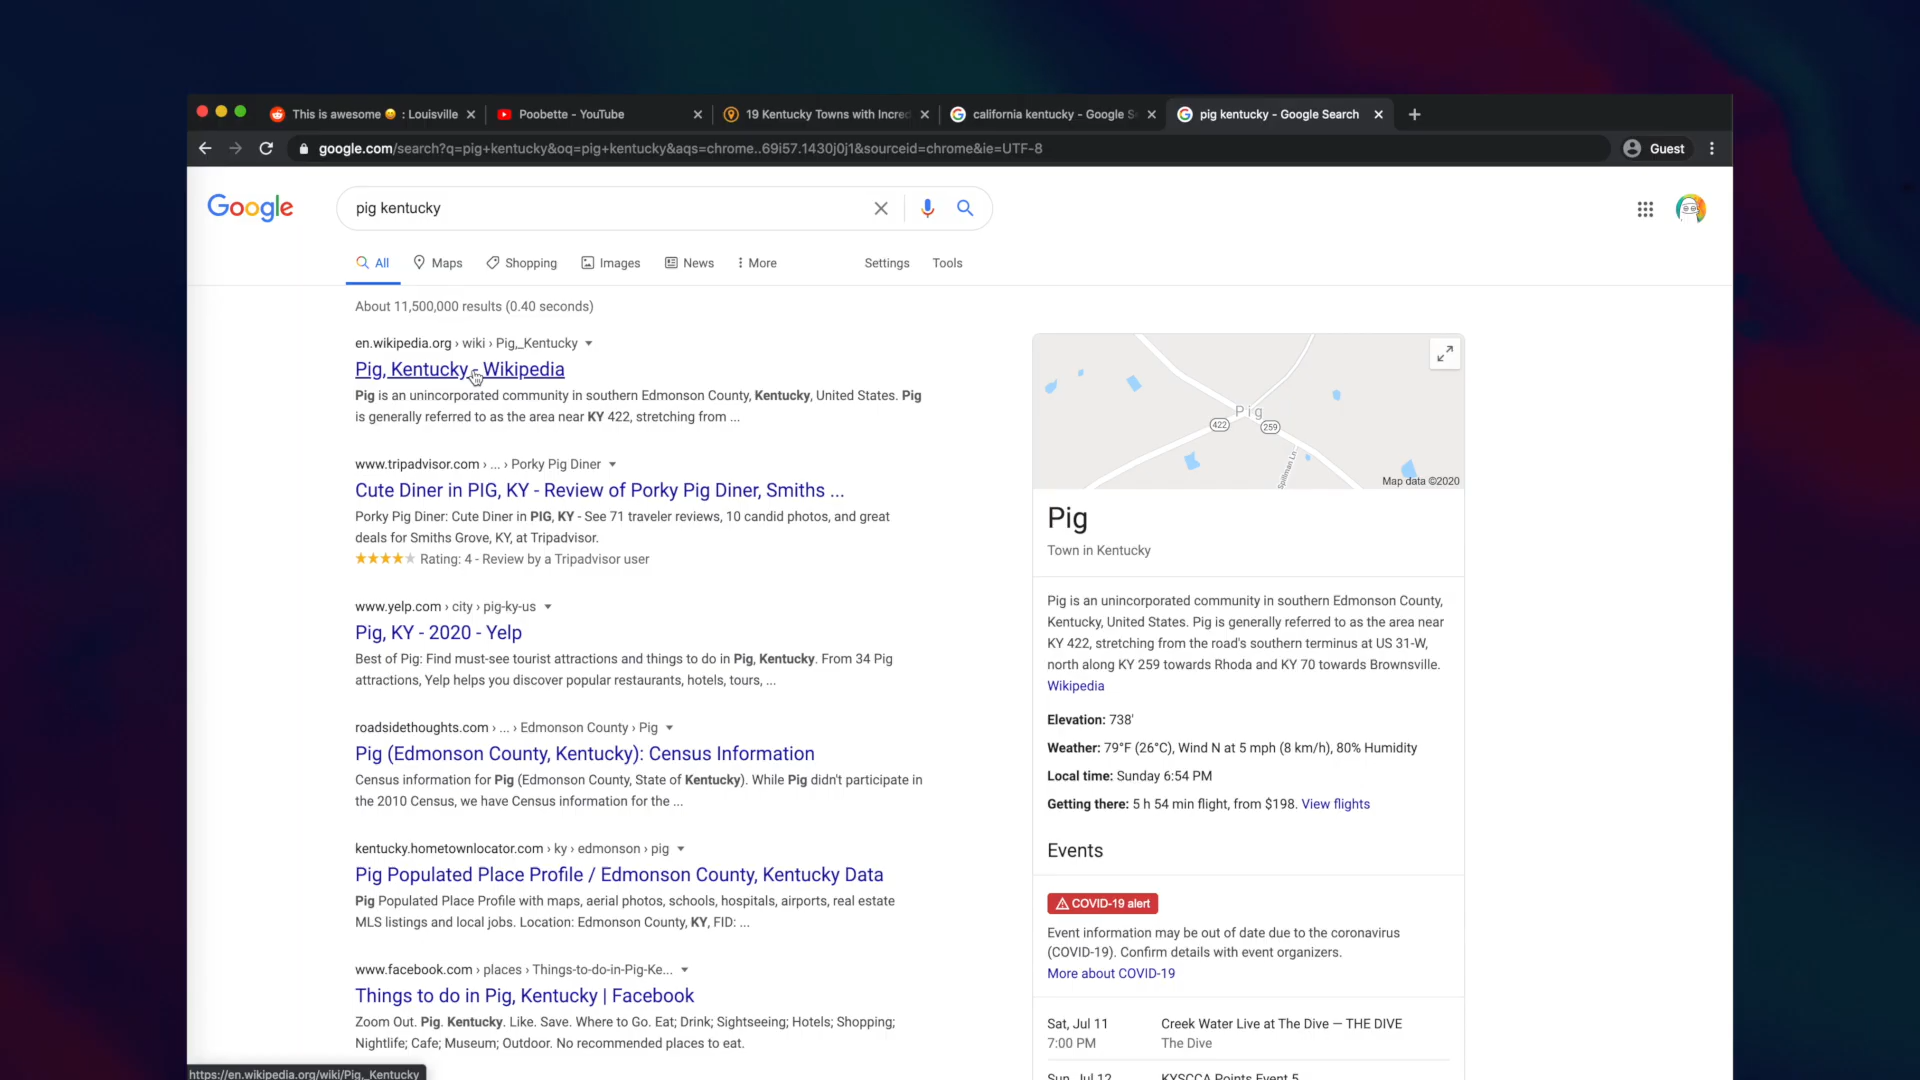 This is awesome 😄 : Louisville
Poobette - YouTube
19 Kentucky Towns with Incred
california kentucky - Google S
pig kentucky - Google Search
google.com/search?q=pig+kentucky&oq=pig+kentucky&aqs=chrome..69i57.1430j0j1&sourceid=chrome&ie=UTF-8
Guest
Google
pig kentucky
All
Maps
Shopping
Images
News
More
Settings
Tools
About 11,500,000 results (0.40 seconds)
en.wikipedia.org › wiki › Pig,_Kentucky
Pig, Kentucky - Wikipedia
Pig is an unincorporated community in southern Edmonson County, Kentucky, United States. Pig
is generally referred to as the area near KY 422, stretching from ...
www.tripadvisor.com › ... › Porky Pig Diner
Cute Diner in PIG, KY - Review of Porky Pig Diner, Smiths ...
Porky Pig Diner: Cute Diner in PIG, KY - See 71 traveler reviews, 10 candid photos, and great
deals for Smiths Grove, KY, at Tripadvisor.
Rating: 4 - Review by a Tripadvisor user
www.yelp.com › city › pig-ky-us
Pig, KY - 2020 - Yelp
Best of Pig: Find must-see tourist attractions and things to do in Pig, Kentucky. From 34 Pig
attractions, Yelp helps you discover popular restaurants, hotels, tours, ...
roadsidethoughts.com › ... › Edmonson County › Pig
Pig (Edmonson County, Kentucky): Census Information
Census information for Pig (Edmonson County, State of Kentucky). While Pig didn't participate in
the 2010 Census, we have Census information for the ...
kentucky.hometownlocator.com › ky › edmonson › pig
Pig Populated Place Profile / Edmonson County, Kentucky Data
Pig Populated Place Profile with maps, aerial photos, schools, hospitals, airports, real estate
MLS listings and local jobs. Location: Edmonson County, KY, FID: ...
www.facebook.com › places › Things-to-do-in-Pig-Ke...
Things to do in Pig, Kentucky | Facebook
Zoom Out. Pig. Kentucky. Like. Save. Where to Go. Eat; Drink; Sightseeing; Hotels; Shopping;
Nightlife; Cafe; Museum; Outdoor. No recommended places to eat.
https://en.wikipedia.org/wiki/Pig,_Kentucky
Pig
422
259
Spillman Ln
Map data ©2020
Pig
Town in Kentucky
Pig is an unincorporated community in southern Edmonson County,
Kentucky, United States. Pig is generally referred to as the area near
KY 422, stretching from the road's southern terminus at US 31-W,
north along KY 259 towards Rhoda and KY 70 towards Brownsville.
Wikipedia
Elevation: 738'
Weather: 79°F (26°C), Wind N at 5 mph (8 km/h), 80% Humidity
Local time: Sunday 6:54 PM
Getting there: 5 h 54 min flight, from $198. View flights
Events
COVID-19 alert
Event information may be out of date due to the coronavirus
(COVID-19). Confirm details with event organizers.
More about COVID-19
Sat, Jul 11
Creek Water Live at The Dive — THE DIVE
7:00 PM
The Dive
Sun, Jul 12
KYSCCA Points Event 5